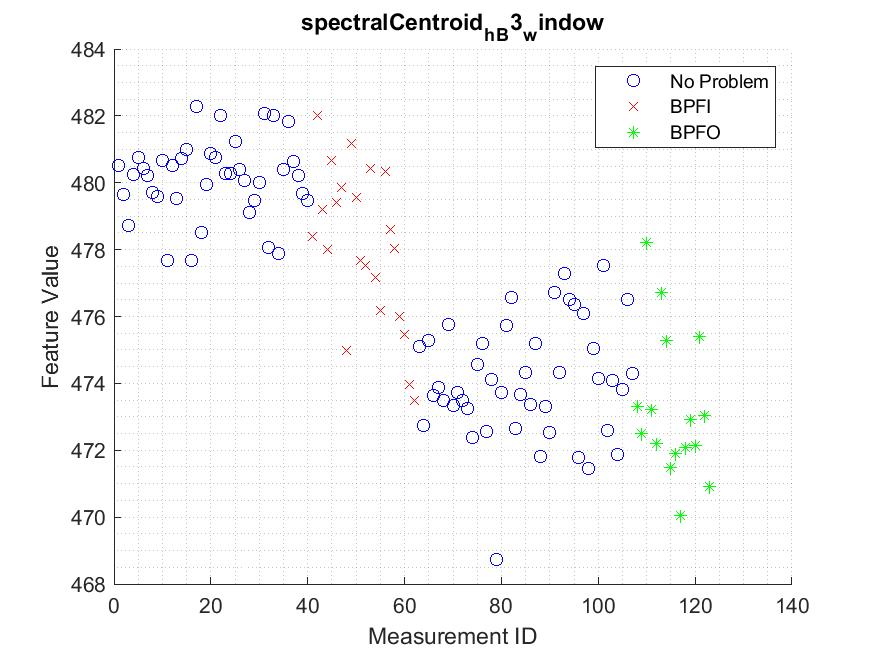 spectralCentroid_hB3_window
484
482
480
478
476
474
472
470
468
Feature Value
No Problem
BPFI
BPFO
0 20 40 60 80 100 120 140
Measurement ID